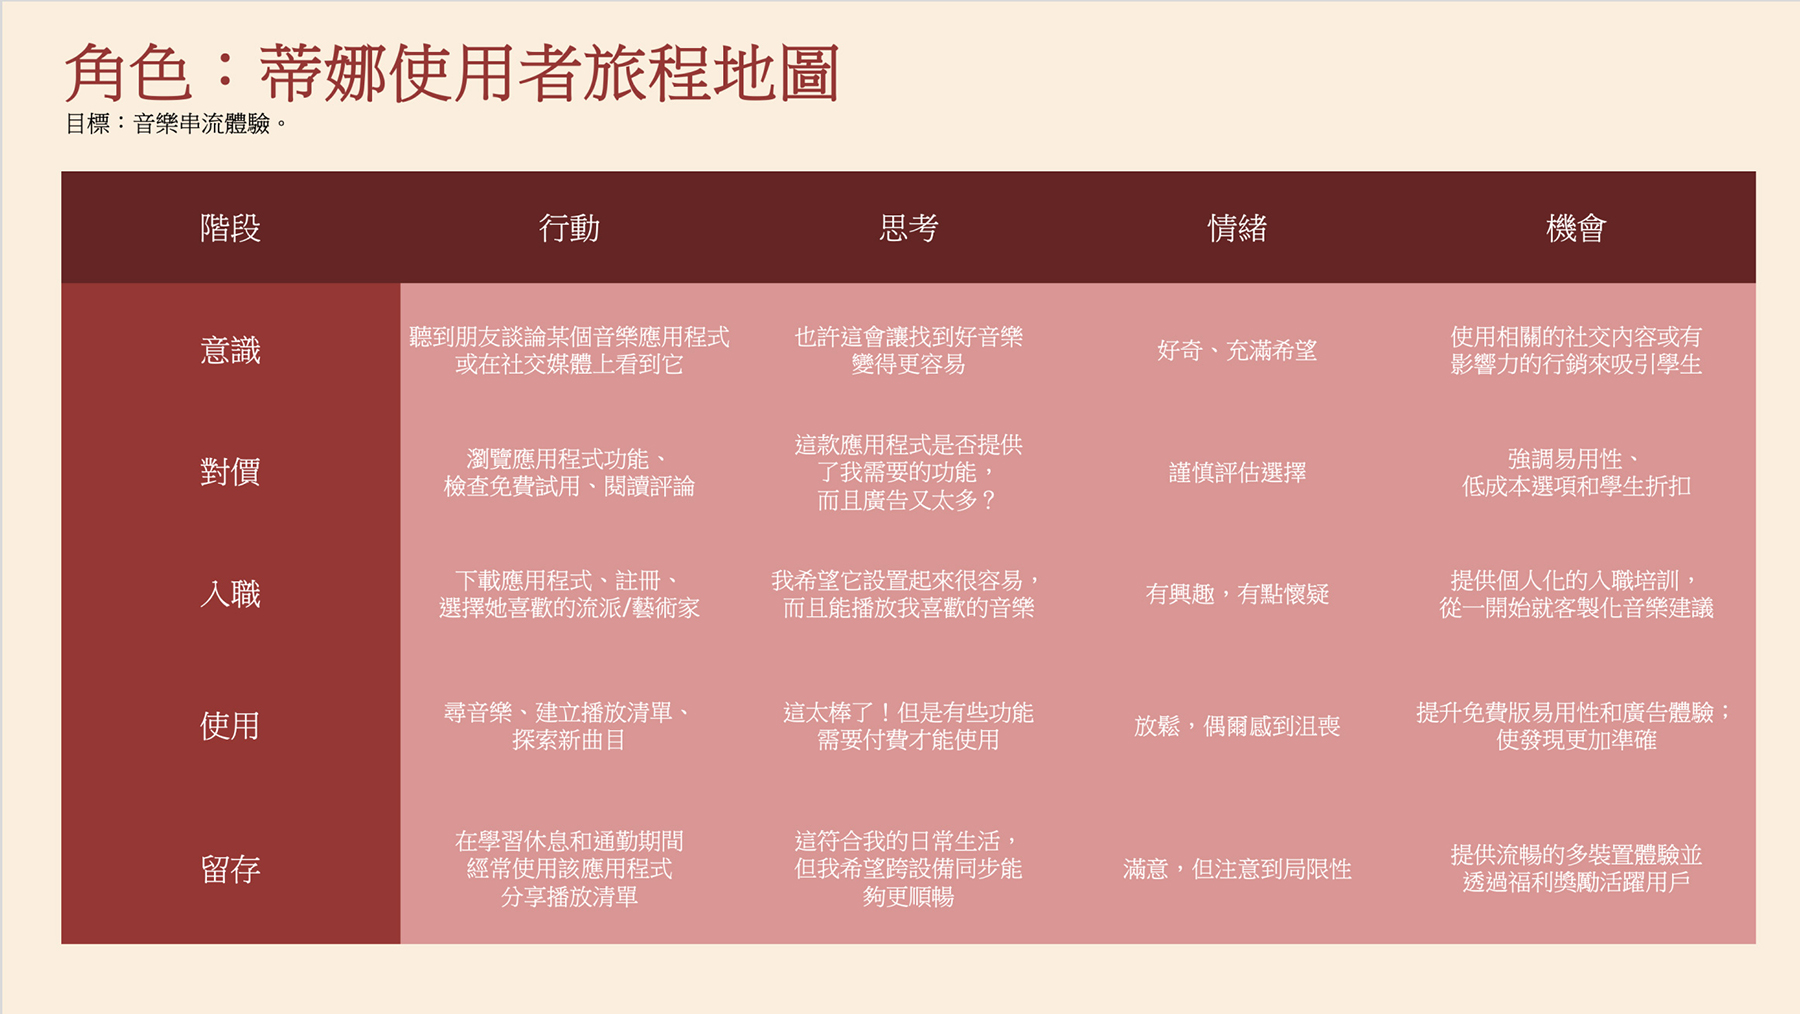 角色：蒂娜使用者旅程地圖
目標：音樂串流體驗。
階段
行動
思考
情緒
機會
意識
聽到朋友談論某個音樂應用程式
或在社交媒體上看到它
也許這會讓找到好音樂
變得更容易
好奇、充滿希望
使用相關的社交內容或有
影響力的行銷來吸引學生
對價
瀏覽應用程式功能、
檢查免費試用、閱讀評論
這款應用程式是否提供
了我需要的功能，
而且廣告又太多？
謹慎評估選擇
強調易用性、
低成本選項和學生折扣
入職
下載應用程式、註冊、
選擇她喜歡的流派/藝術家
我希望它設置起來很容易，
而且能播放我喜歡的音樂
有興趣，有點懷疑
提供個人化的入職培訓，
從一開始就客製化音樂建議
使用
尋音樂、建立播放清單、
探索新曲目
這太棒了！但是有些功能
需要付費才能使用
放鬆，偶爾感到沮喪
提升免費版易用性和廣告體驗；
使發現更加準確
留存
在學習休息和通勤期間
經常使用該應用程式
分享播放清單
這符合我的日常生活，
但我希望跨設備同步能
夠更順暢
滿意，但注意到局限性
提供流暢的多裝置體驗並
透過福利獎勵活躍用戶